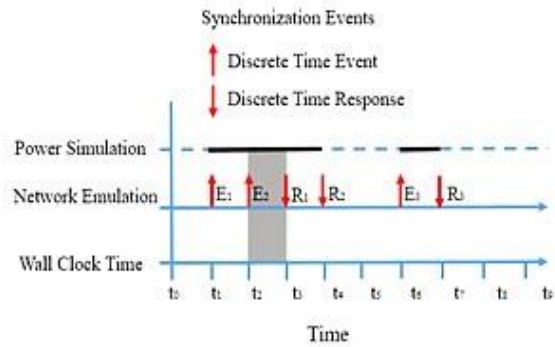 Synchronization Events
Discrete Time Event
Discrete Time Response
Power Simulation
Network Emulation
E₁ E₂ R₁ R₂ E₃ R₃
Wall Clock Time
t₀ t₁ t₂ t₃ t₄ t₅ t₆ t₇ t₈ t₉
Time